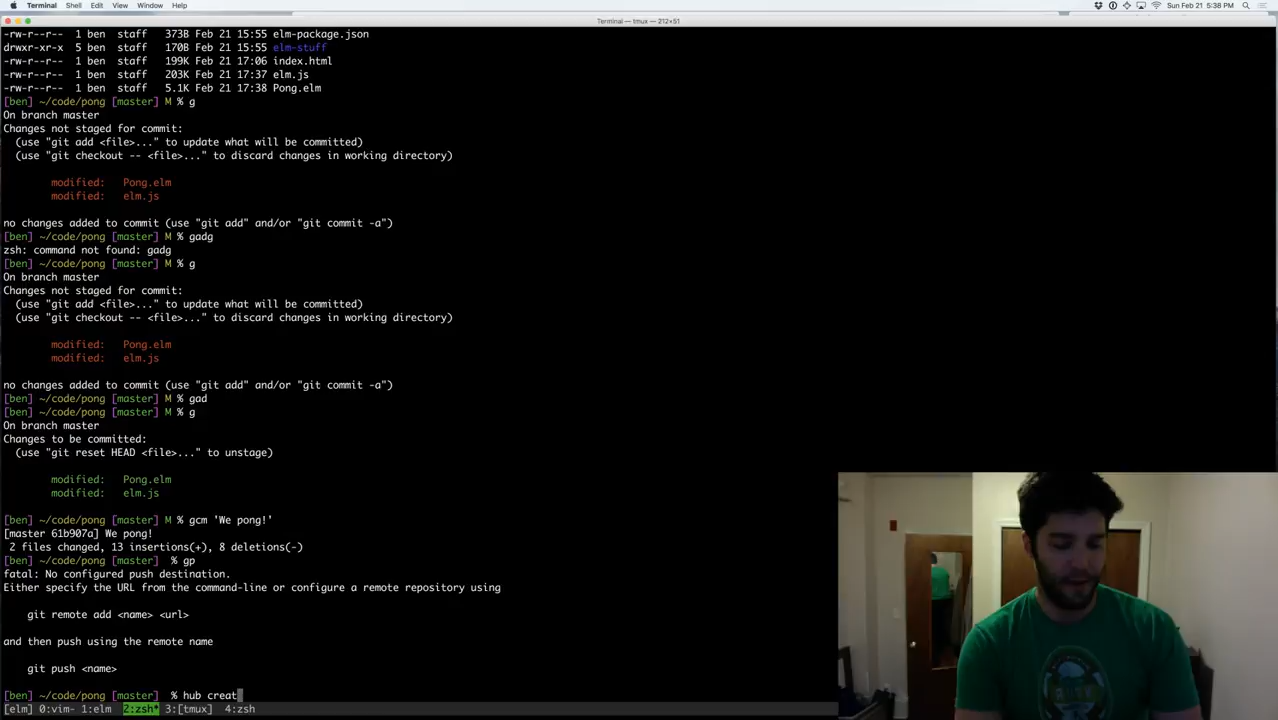 Terminal Shell Edit View Window Help
Sun Feb 21 5:38 PM
Terminal — tmux — 212×51
-rw-r--r-- 1 ben staff 373B Feb 21 15:55 elm-package.json
drwxr-xr-x 5 ben staff 170B Feb 21 15:55 elm-stuff
-rw-r--r-- 1 ben staff 199K Feb 21 17:06 index.html
-rw-r--r-- 1 ben staff 203K Feb 21 17:37 elm.js
-rw-r--r-- 1 ben staff 5.1K Feb 21 17:38 Pong.elm
[ben] ~/code/pong [master] M % g
On branch master
Changes not staged for commit:
(use "git add <file>..." to update what will be committed)
(use "git checkout -- <file>..." to discard changes in working directory)
modified: Pong.elm
modified: elm.js
no changes added to commit (use "git add" and/or "git commit -a")
[ben] ~/code/pong [master] M % gadg
zsh: command not found: gadg
[ben] ~/code/pong [master] M % g
On branch master
Changes not staged for commit:
(use "git add <file>..." to update what will be committed)
(use "git checkout -- <file>..." to discard changes in working directory)
modified: Pong.elm
modified: elm.js
no changes added to commit (use "git add" and/or "git commit -a")
[ben] ~/code/pong [master] M % gad
[ben] ~/code/pong [master] M % g
On branch master
Changes to be committed:
(use "git reset HEAD <file>..." to unstage)
modified: Pong.elm
modified: elm.js
[ben] ~/code/pong [master] M % gcm 'We pong!'
[master 61b907a] We pong!
2 files changed, 13 insertions(+), 8 deletions(-)
[ben] ~/code/pong [master] % gp
fatal: No configured push destination.
Either specify the URL from the command-line or configure a remote repository using
git remote add <name> <url>
and then push using the remote name
git push <name>
[ben] ~/code/pong [master] % hub creat
[elm] 0:vim- 1:elm 2:zsh* 3:[tmux] 4:zsh